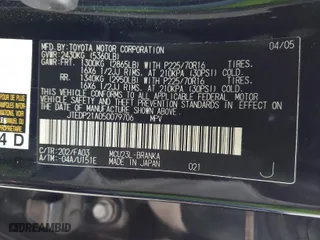 MFD.BY:TOYOTA MOTOR CORPORATION 04/05
GVWR: 2430KG (5360LB)
GAWR:FRT. 1300KG (2865LB) WITH P225/70R16 TIRES,
16X6 1/2JJ RIMS, AT 210KPA (30PSI) COLD.
RR. 1340KG (2950LB) WITH P225/70R16 TIRES,
16X6 1/2JJ RIMS, AT 210KPA (30PSI) COLD.
THIS VEHICLE CONFORMS TO ALL APPLICABLE
FEDERAL MOTOR VEHICLE SAFETY
STANDARDS IN EFFECT ON THE DATE OF
MANUFACTURE SHOWN ABOVE.
JTEDP21A050079706 MPV
C/TR:202/FA03 MCU23L-BRANKA
A/TM:-04A/U151E MADE IN JAPAN 021 J
4 D